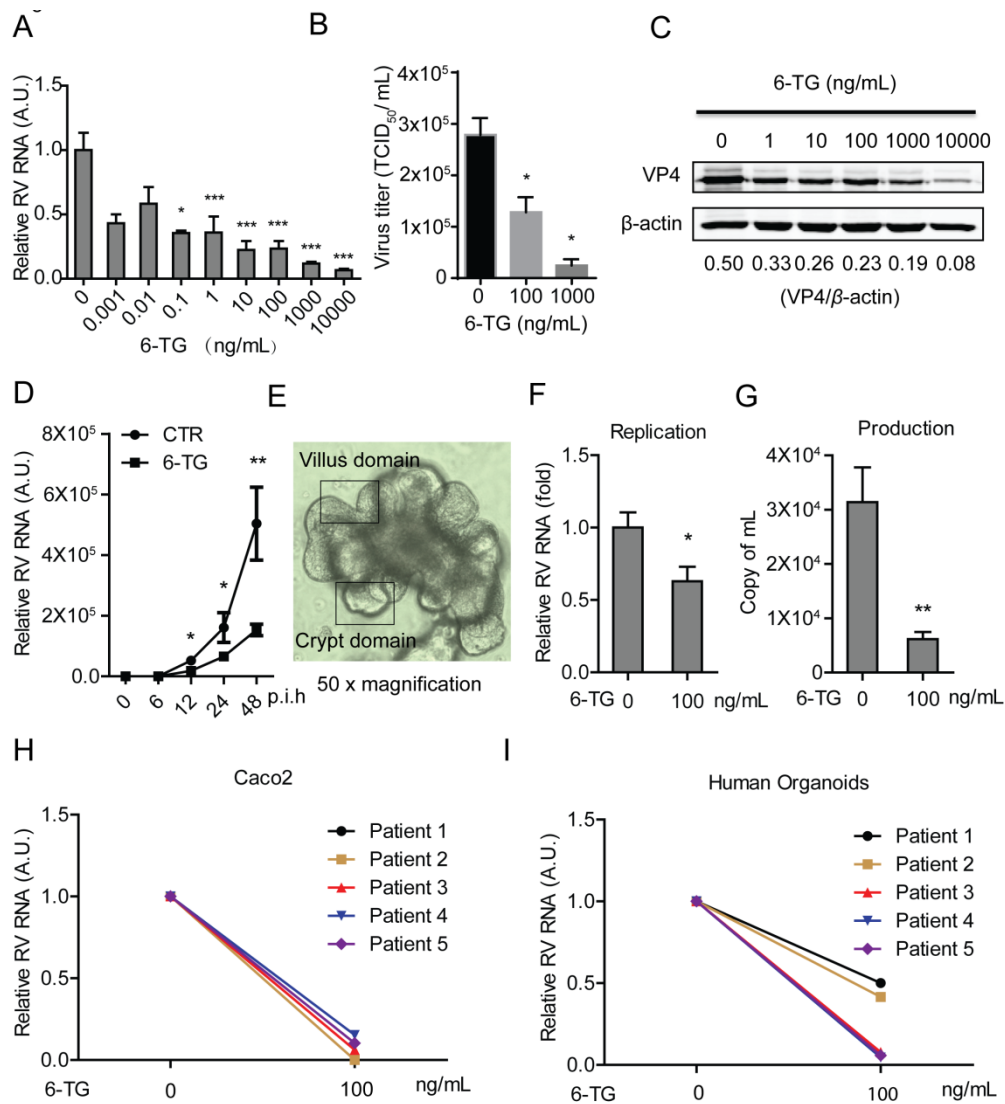 A
Relative RV RNA (A.U.)
1.5
1.0
0.5
0.0
*
***
***
***
***
***
0
0.001
0.01
0.1
1
10
100
1000
10000
6-TG （ng/mL）
B
Virus titer (TCID50/ mL)
4x10^5
3x10^5
2x10^5
1x10^5
0
*
*
0 100 1000
6-TG (ng/mL)
C
6-TG (ng/mL)
0 1 10 100 1000 10000
VP4
β-actin
0.50 0.33 0.26 0.23 0.19 0.08
(VP4/β-actin)
D
Relative RV RNA (A.U.)
8X10^5
6X10^5
4X10^5
2X10^5
0.0
CTR
6-TG
*
*
**
0 6 12 24 48 p.i.h
E
Villus domain
Crypt domain
50 x magnification
F
Replication
Relative RV RNA (fold)
1.5
1.0
0.5
0.0
*
6-TG 0 100 ng/mL
G
Production
Copy of mL
4X10^4
3X10^4
2X10^4
1X10^4
0
**
6-TG 0 100 ng/mL
H
Caco2
Relative RV RNA (A.U.)
1.5
1.0
0.5
0.0
Patient 1
Patient 2
Patient 3
Patient 4
Patient 5
6-TG 0 100 ng/mL
I
Human Organoids
Relative RV RNA (A.U.)
1.5
1.0
0.5
0.0
Patient 1
Patient 2
Patient 3
Patient 4
Patient 5
6-TG 0 100 ng/mL